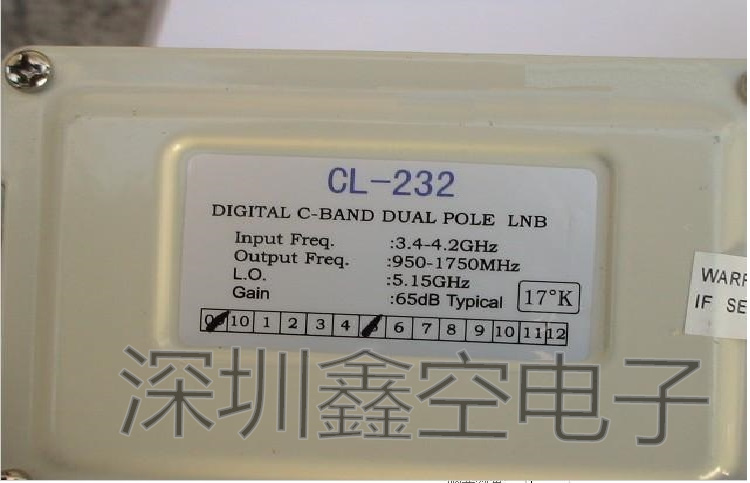 CL-232
DIGITAL C-BAND DUAL POLE LNB
Input Freq. :3.4-4.2GHz
Output Freq. :950-1750MHz
L.O. :5.15GHz
Gain :65dB Typical 17°K
10 1 2 3 4 6 7 8 9 10 11 12
深圳鑫空电子
IF SE